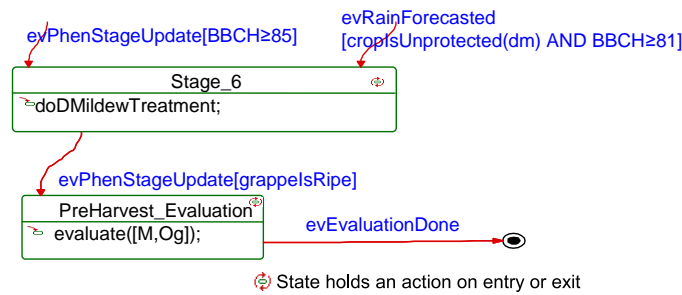 evPhenStageUpdate[BBCH≥85]
evRainForecasted
[cropIsUnprotected(dm) AND BBCH≥81]
Stage_6
doDMildewTreatment;
evPhenStageUpdate[grappeIsRipe]
PreHarvest_Evaluation
evaluate([M,Og]);
evEvaluationDone
State holds an action on entry or exit